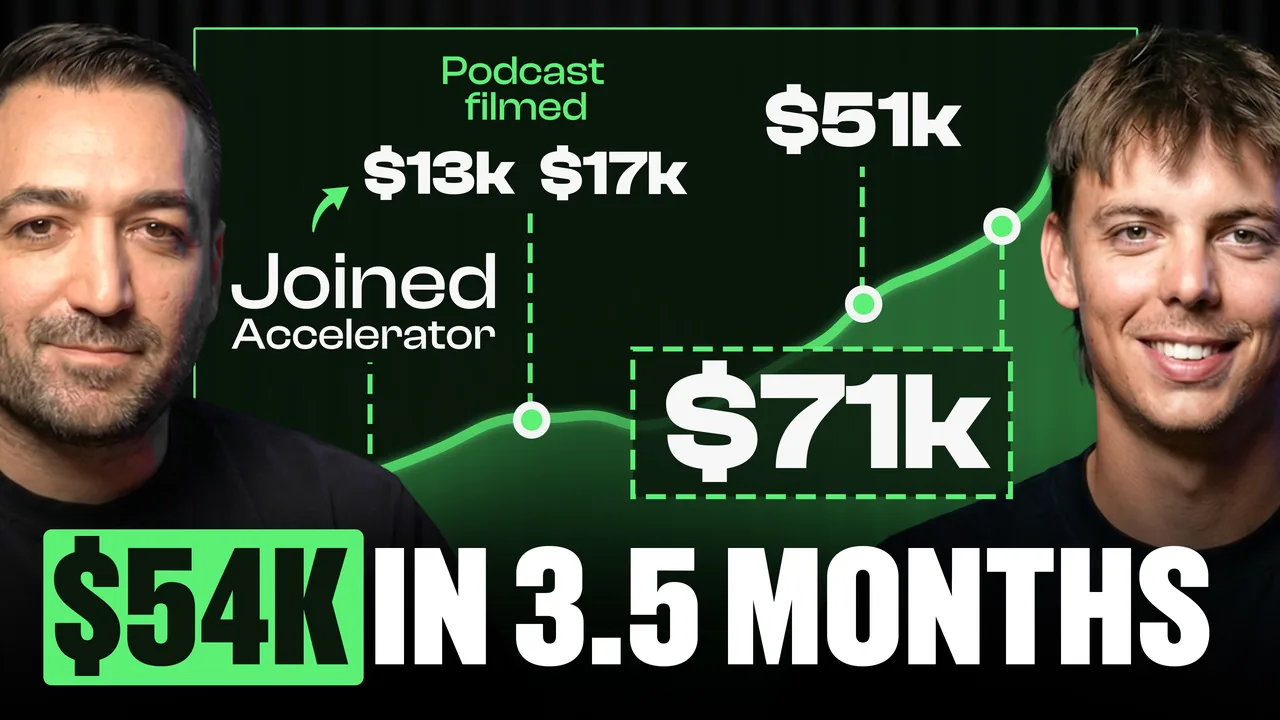 Podcast
filmed
$13k $17k
$51k
Joined
Accelerator
$71k
$54K IN 3.5 MONTHS